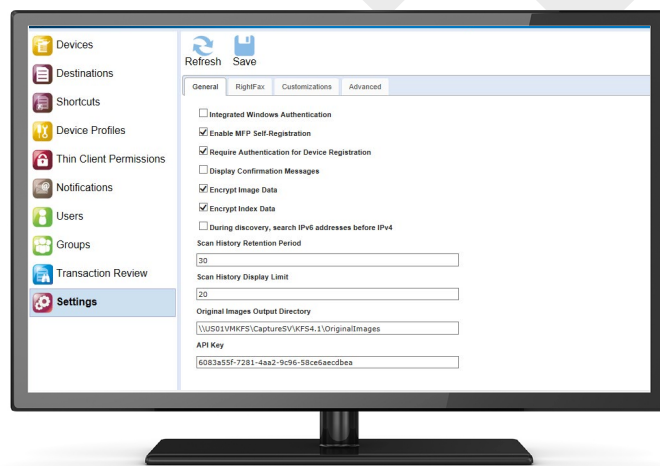 Devices
Destinations
Shortcuts
Device Profiles
Thin Client Permissions
Notifications
Users
Groups
Transaction Review
Settings
Refresh Save
General RightFax Customizations Advanced
Integrated Windows Authentication
Enable MFP Self-Registration
Require Authentication for Device Registration
Display Confirmation Messages
Encrypt Image Data
Encrypt Index Data
During discovery, search IPv6 addresses before IPv4
Scan History Retention Period
30
Scan History Display Limit
20
Original Images Output Directory
\\US01VMKFS\CaptureSV\KFS4.1\OriginalImages
API Key
6083a55f-7281-4aa2-9c96-58ce6aecdbea